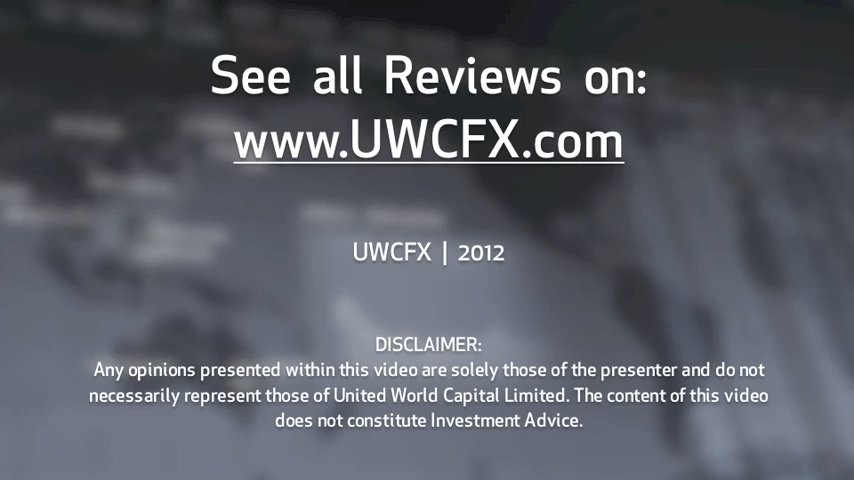 See all Reviews on:
www.UWCFX.com
UWCFX | 2012
DISCLAIMER:
Any opinions presented within this video are solely those of the presenter and do not
necessarily represent those of United World Capital Limited. The content of this video
does not constitute Investment Advice.